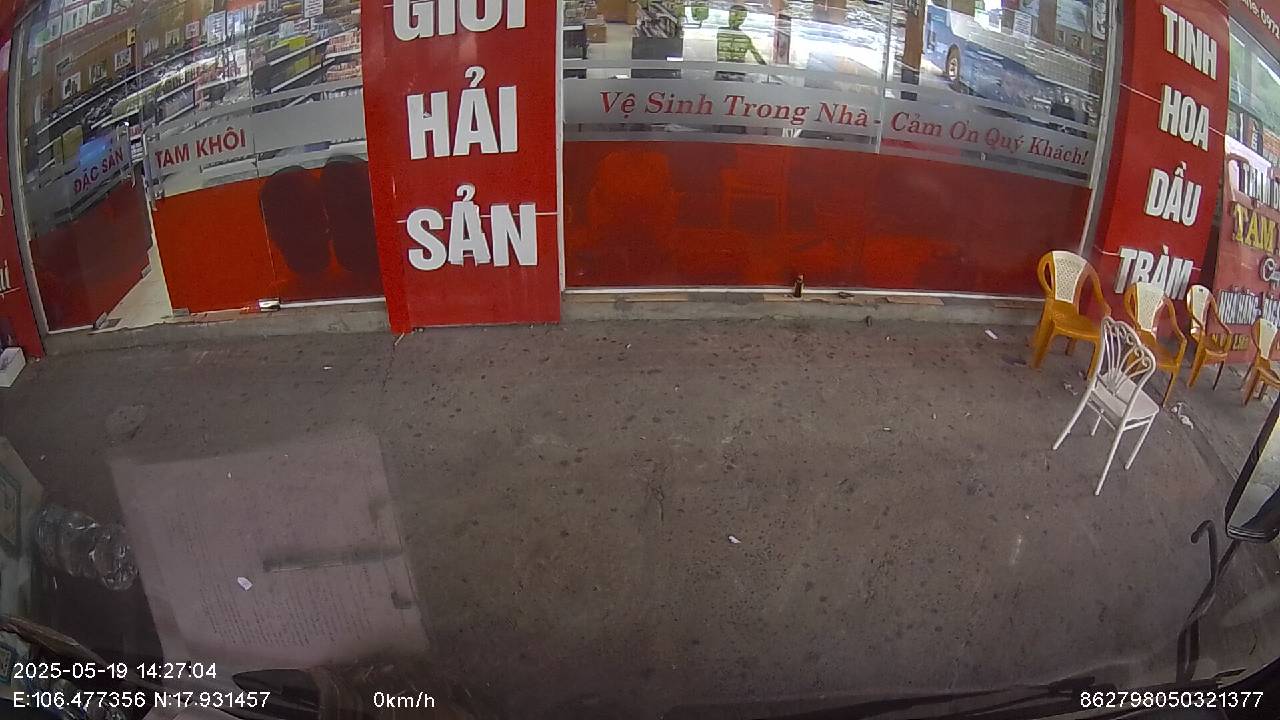 GIỚI
HẢI
SẢN
ĐẶC SẢN
TAM KHÔI
Vệ Sinh Trong Nhà - Cảm Ơn Quý Khách!
TINH
HOA
DẦU
TRÀM
TAM
2025-05-19 14:27:04
E:106.477356 N:17.931457
0km/h
862798050321377